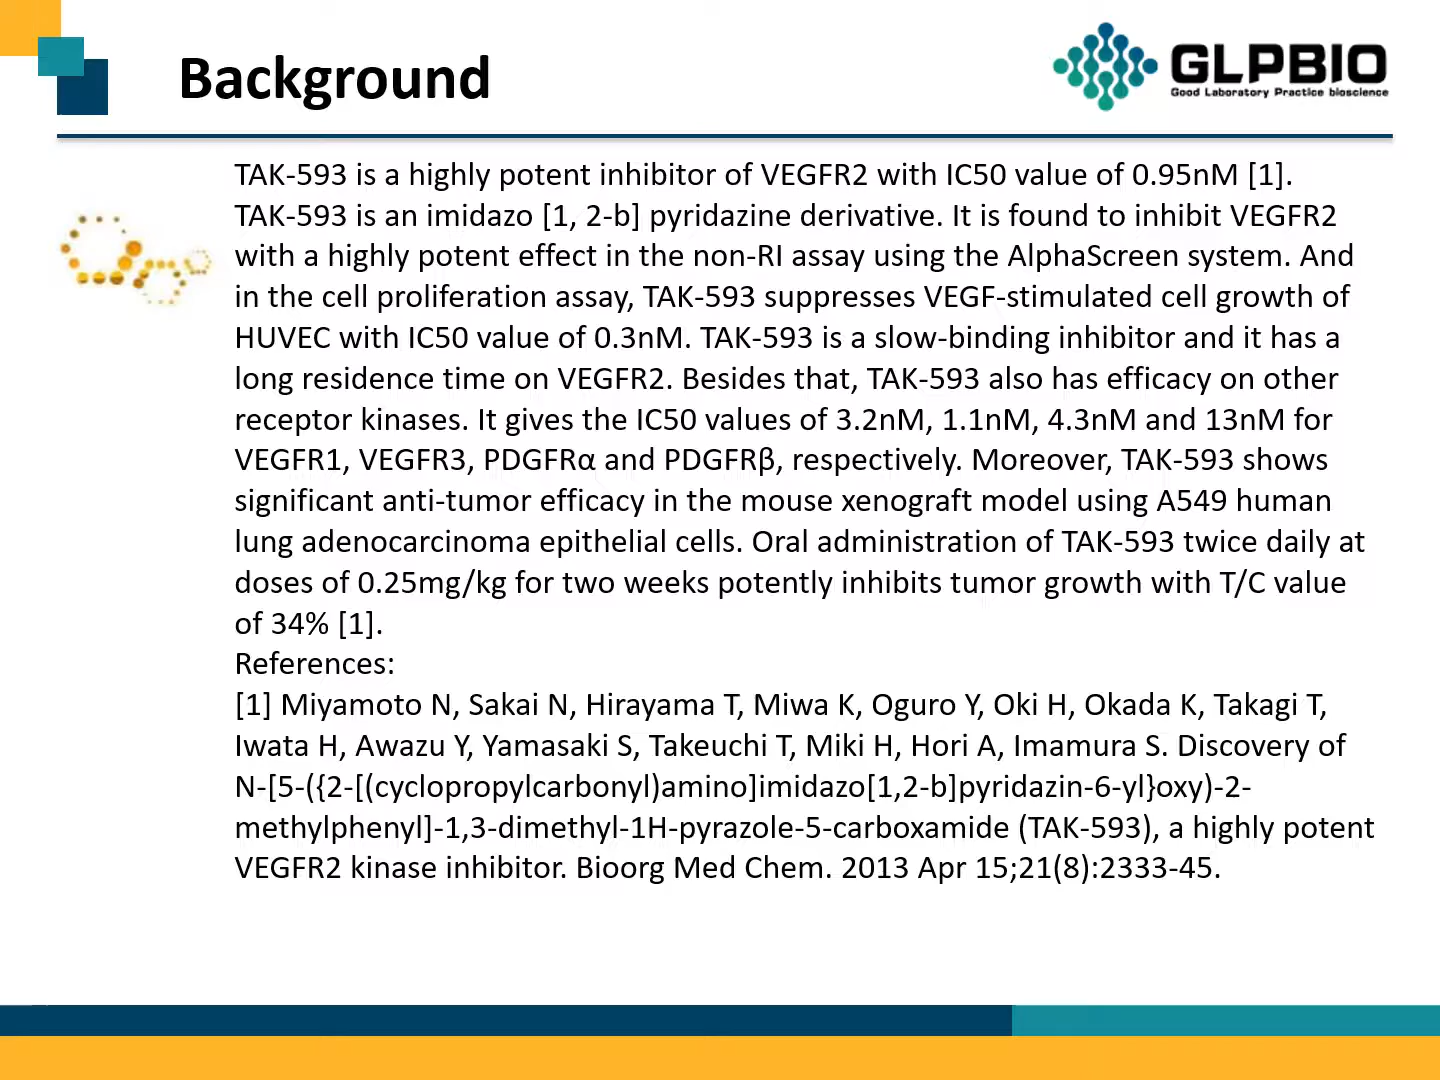 Background
GLPBIO
Good Laboratory Practice bioscience
TAK-593 is a highly potent inhibitor of VEGFR2 with IC50 value of 0.95nM [1].
TAK-593 is an imidazo [1, 2-b] pyridazine derivative. It is found to inhibit VEGFR2
with a highly potent effect in the non-RI assay using the AlphaScreen system. And
in the cell proliferation assay, TAK-593 suppresses VEGF-stimulated cell growth of
HUVEC with IC50 value of 0.3nM. TAK-593 is a slow-binding inhibitor and it has a
long residence time on VEGFR2. Besides that, TAK-593 also has efficacy on other
receptor kinases. It gives the IC50 values of 3.2nM, 1.1nM, 4.3nM and 13nM for
VEGFR1, VEGFR3, PDGFRα and PDGFRβ, respectively. Moreover, TAK-593 shows
significant anti-tumor efficacy in the mouse xenograft model using A549 human
lung adenocarcinoma epithelial cells. Oral administration of TAK-593 twice daily at
doses of 0.25mg/kg for two weeks potently inhibits tumor growth with T/C value
of 34% [1].
References:
[1] Miyamoto N, Sakai N, Hirayama T, Miwa K, Oguro Y, Oki H, Okada K, Takagi T,
Iwata H, Awazu Y, Yamasaki S, Takeuchi T, Miki H, Hori A, Imamura S. Discovery of
N-[5-({2-[(cyclopropylcarbonyl)amino]imidazo[1,2-b]pyridazin-6-yl}oxy)-2-
methylphenyl]-1,3-dimethyl-1H-pyrazole-5-carboxamide (TAK-593), a highly potent
VEGFR2 kinase inhibitor. Bioorg Med Chem. 2013 Apr 15;21(8):2333-45.